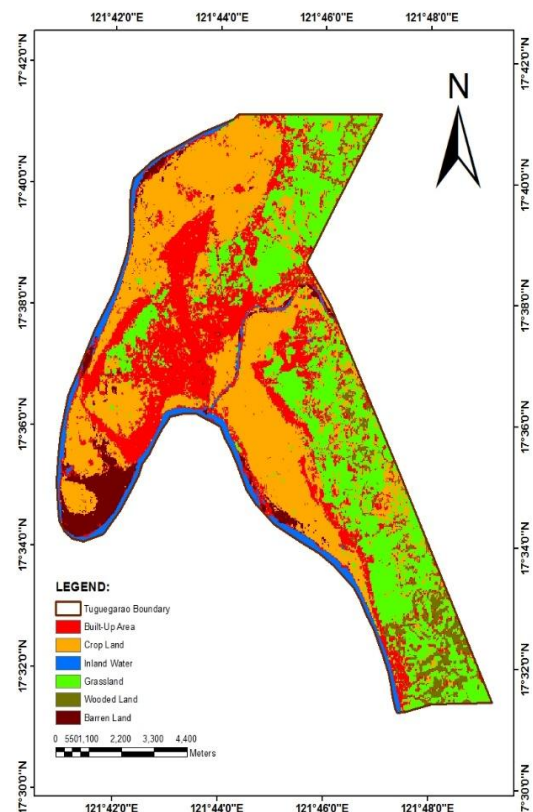 121°42'0"E 121°44'0"E 121°46'0"E 121°48'0"E
17°42'0"N 17°42'0"N
N
17°40'0"N 17°40'0"N
17°38'0"N 17°38'0"N
17°36'0"N 17°36'0"N
17°34'0"N 17°34'0"N
LEGEND:
Tuguegarao Boundary
Built-Up Area
Crop Land
Inland Water
Grassland
Wooded Land
Barren Land
17°32'0"N 17°32'0"N
0 5501,100 2,200 3,300 4,400
Meters
17°30'0"N 17°30'0"N
121°42'0"E 121°44'0"E 121°46'0"E 121°48'0"E